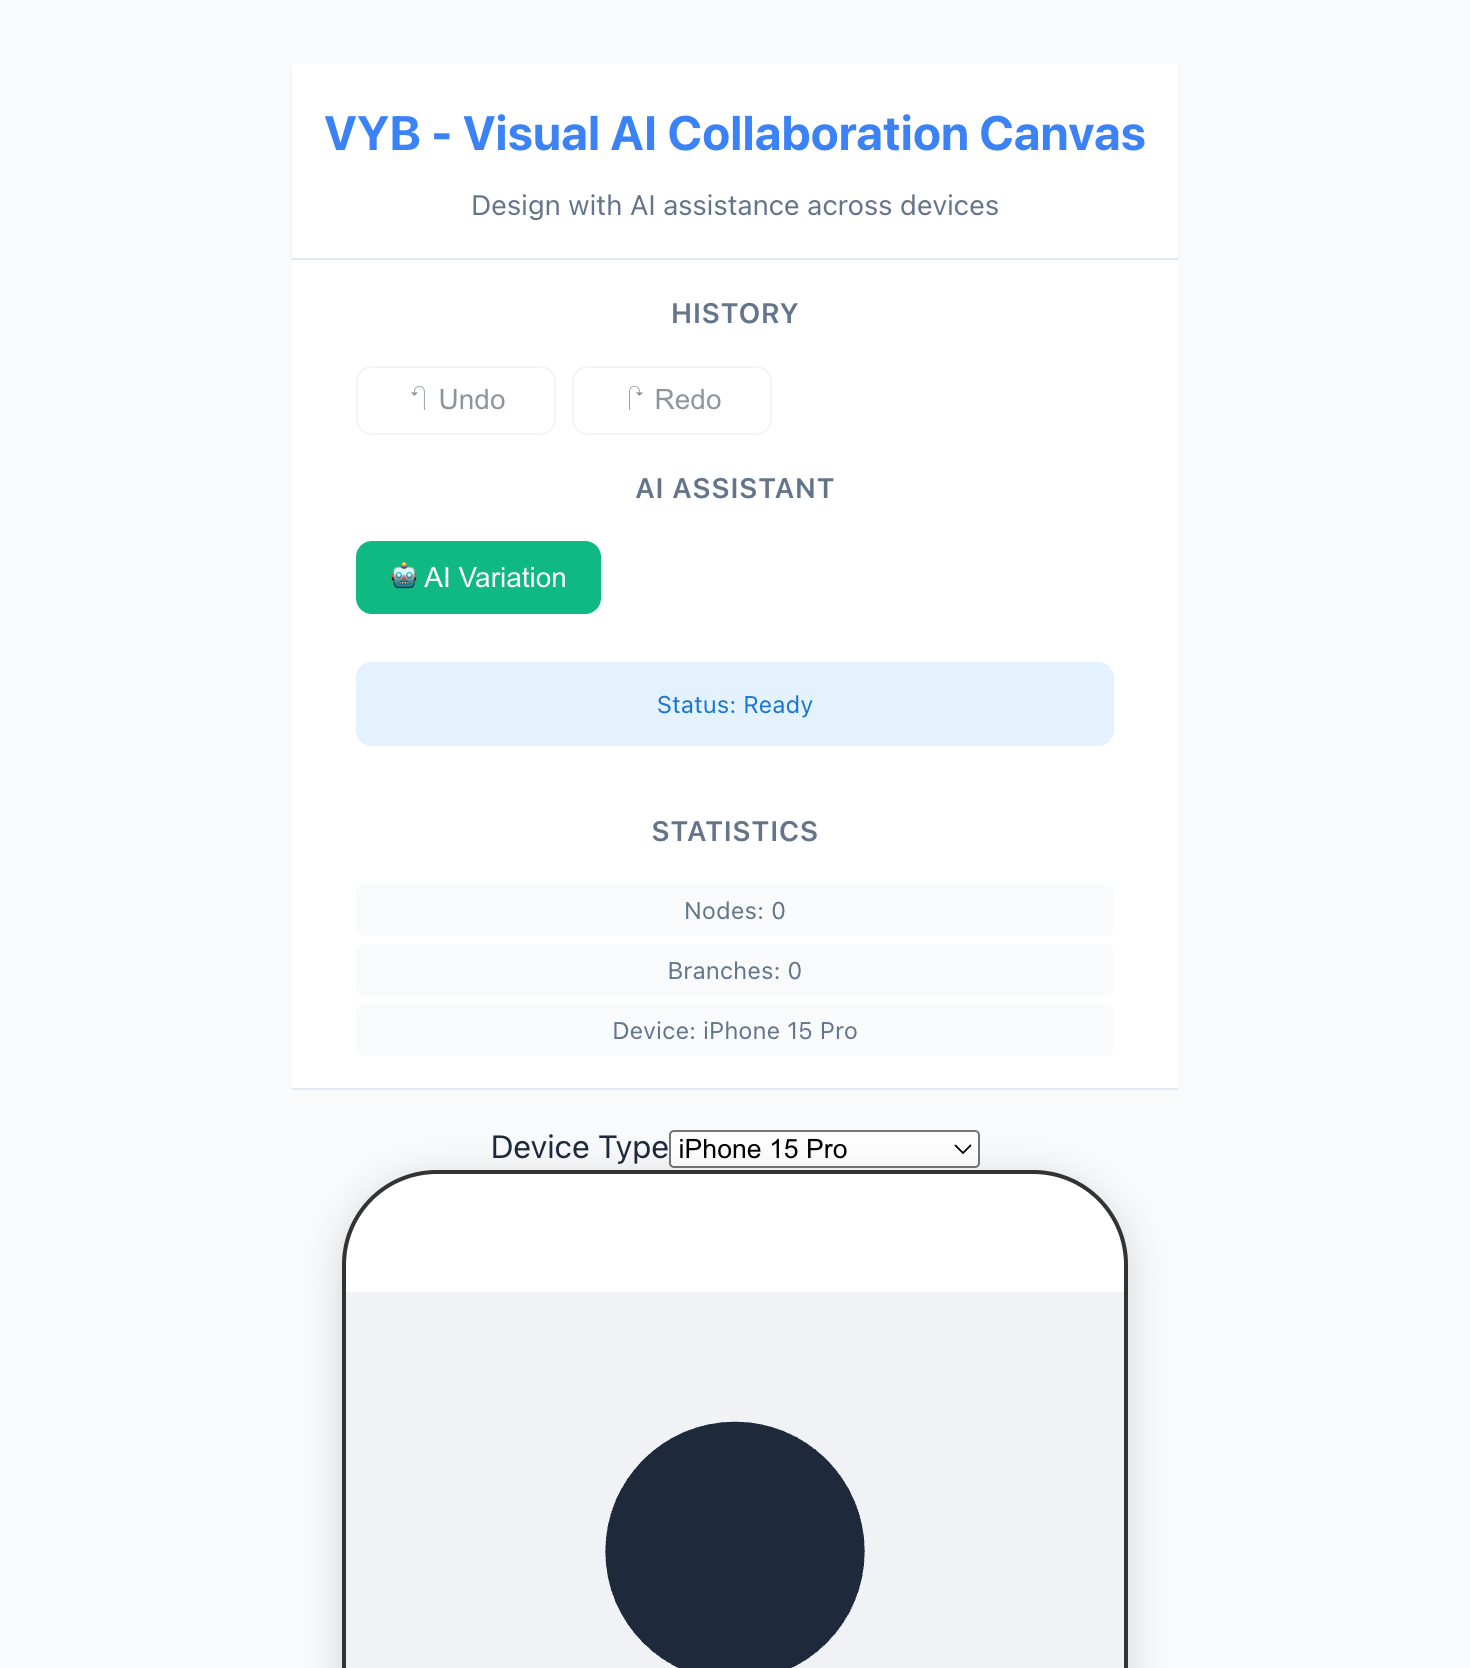 VYB - Visual AI Collaboration Canvas
Design with AI assistance across devices
HISTORY
Undo
Redo
AI ASSISTANT
🤖 AI Variation
Status: Ready
STATISTICS
Nodes: 0
Branches: 0
Device: iPhone 15 Pro
Device Type
iPhone 15 Pro